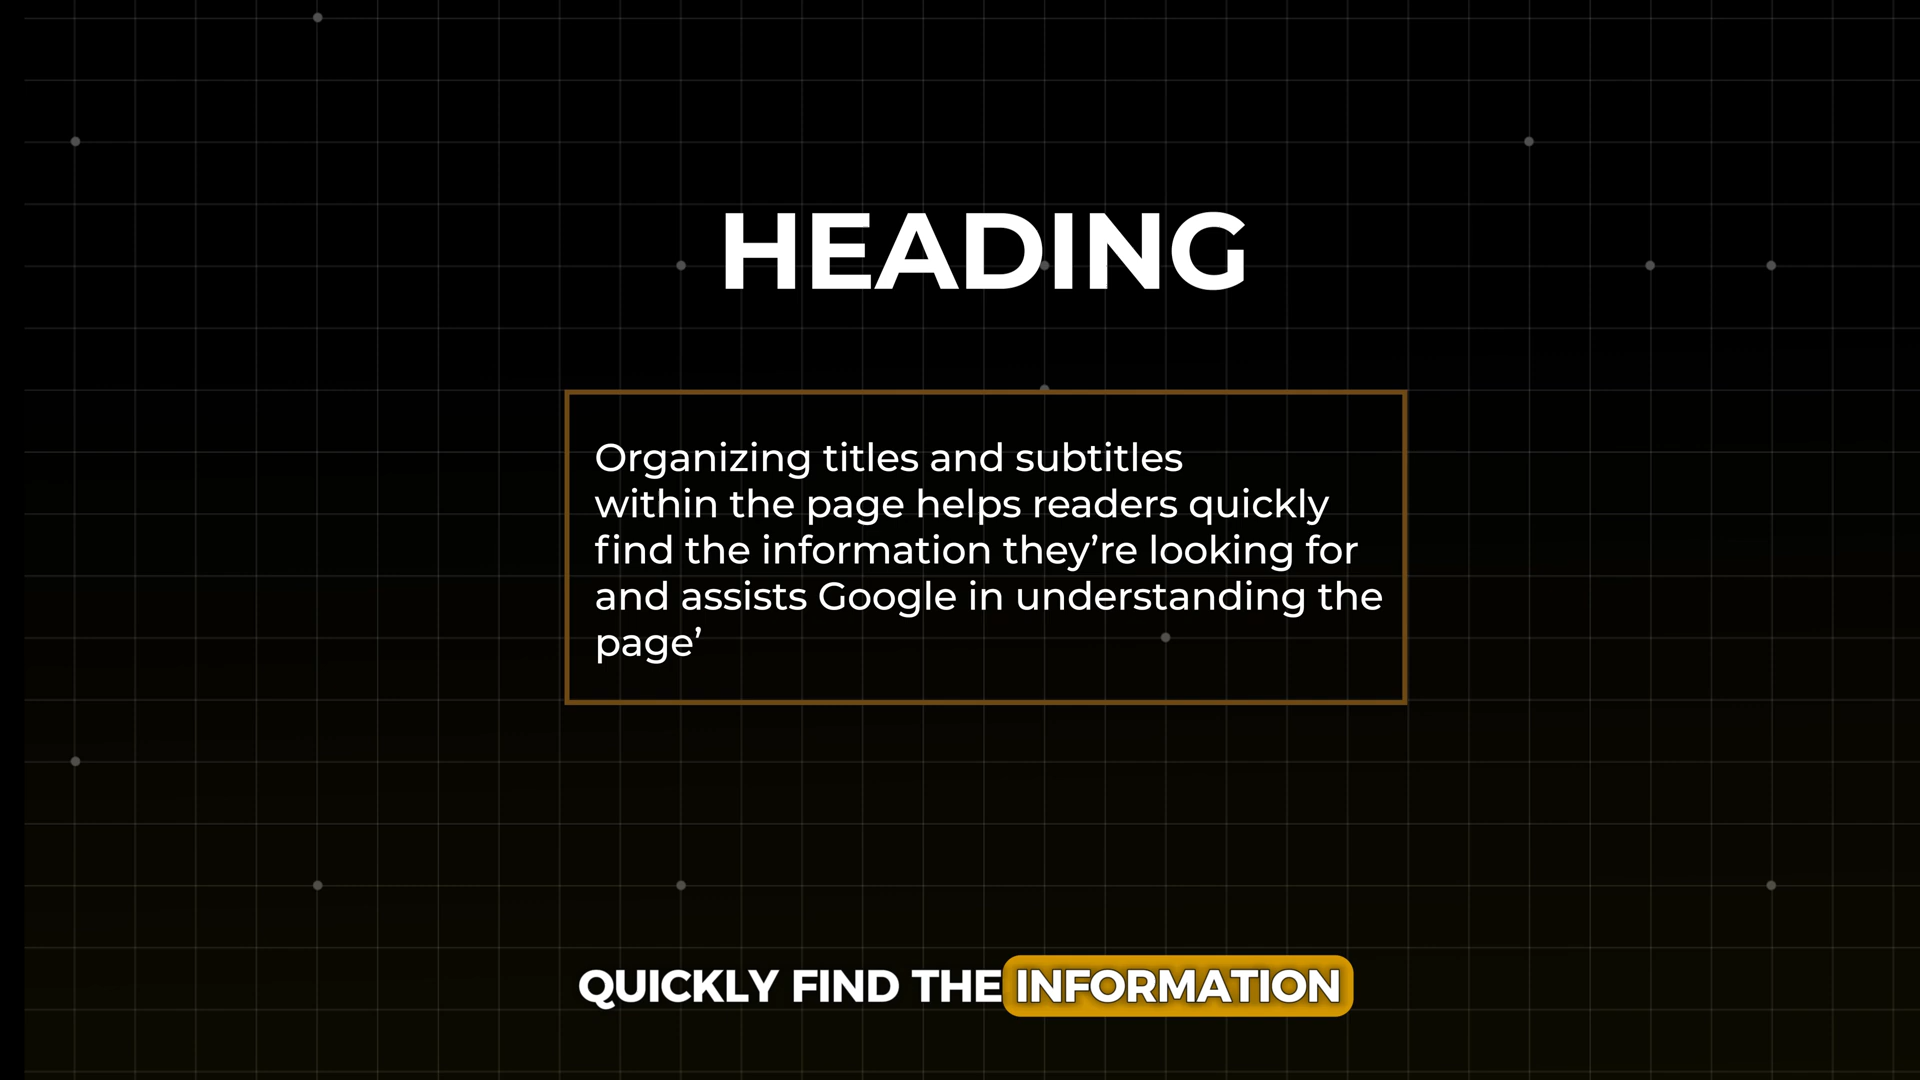 HEADING
Organizing titles and subtitles
within the page helps readers quickly
find the information they’re looking for
and assists Google in understanding the
page’
QUICKLY FIND THE INFORMATION